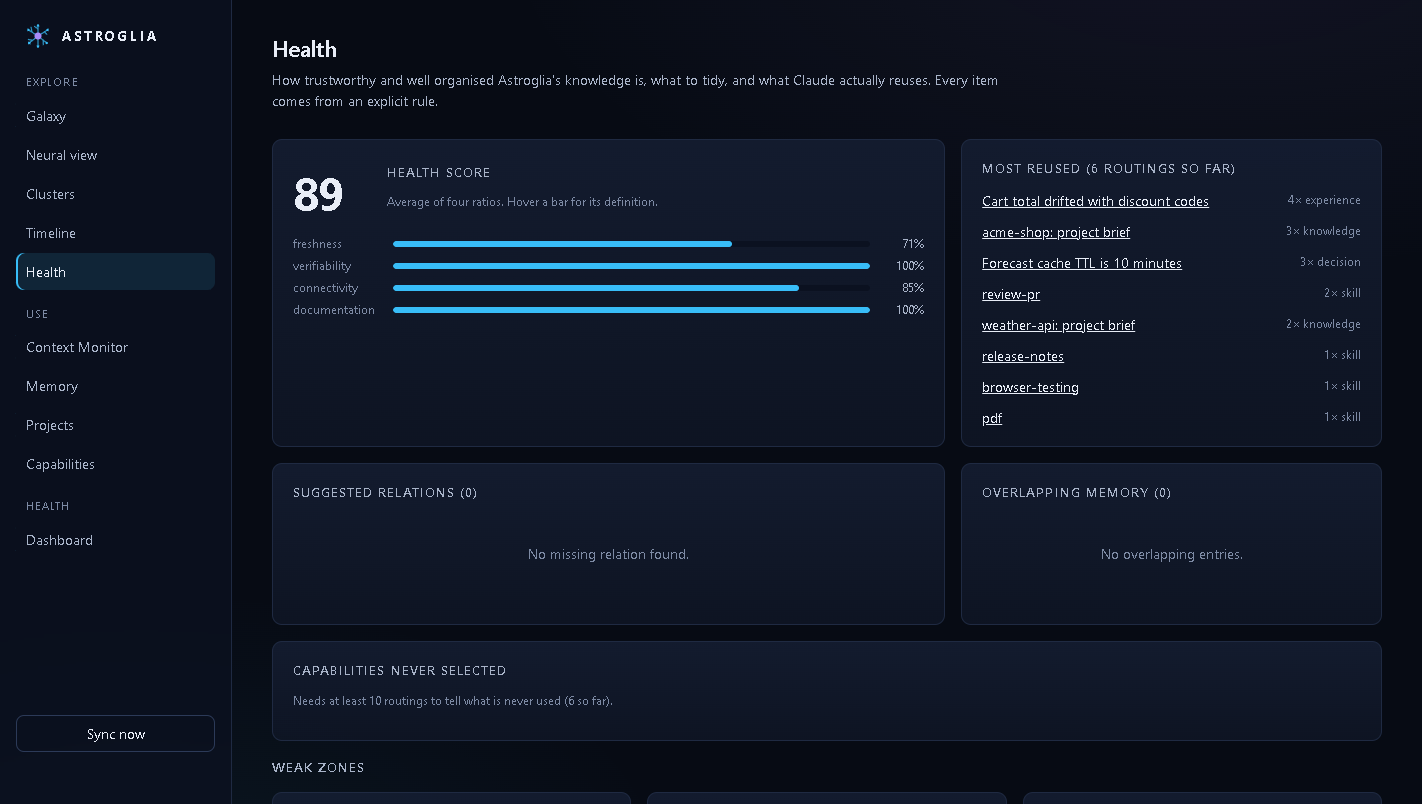 ASTROGLIA
EXPLORE
Galaxy
Neural view
Clusters
Timeline
Health
USE
Context Monitor
Memory
Projects
Capabilities
HEALTH
Dashboard
Sync now
Health
How trustworthy and well organised Astroglia's knowledge is, what to tidy, and what Claude actually reuses. Every item
comes from an explicit rule.
89
HEALTH SCORE
Average of four ratios. Hover a bar for its definition.
freshness 71%
verifiability 100%
connectivity 85%
documentation 100%
MOST REUSED (6 ROUTINGS SO FAR)
Cart total drifted with discount codes 4× experience
acme-shop: project brief 3× knowledge
Forecast cache TTL is 10 minutes 3× decision
review-pr 2× skill
weather-api: project brief 2× knowledge
release-notes 1× skill
browser-testing 1× skill
pdf 1× skill
SUGGESTED RELATIONS (0)
No missing relation found.
OVERLAPPING MEMORY (0)
No overlapping entries.
CAPABILITIES NEVER SELECTED
Needs at least 10 routings to tell what is never used (6 so far).
WEAK ZONES